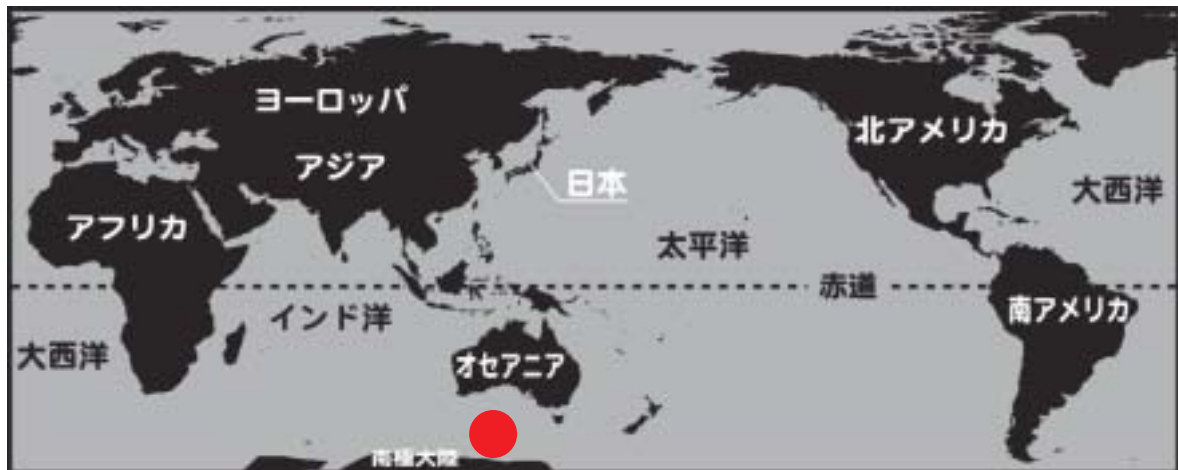 ヨーロッパ
北アメリカ
アジア
日本
大西洋
アフリカ
太平洋
赤道
インド洋
南アメリカ
大西洋
オセアニア
南極大陸